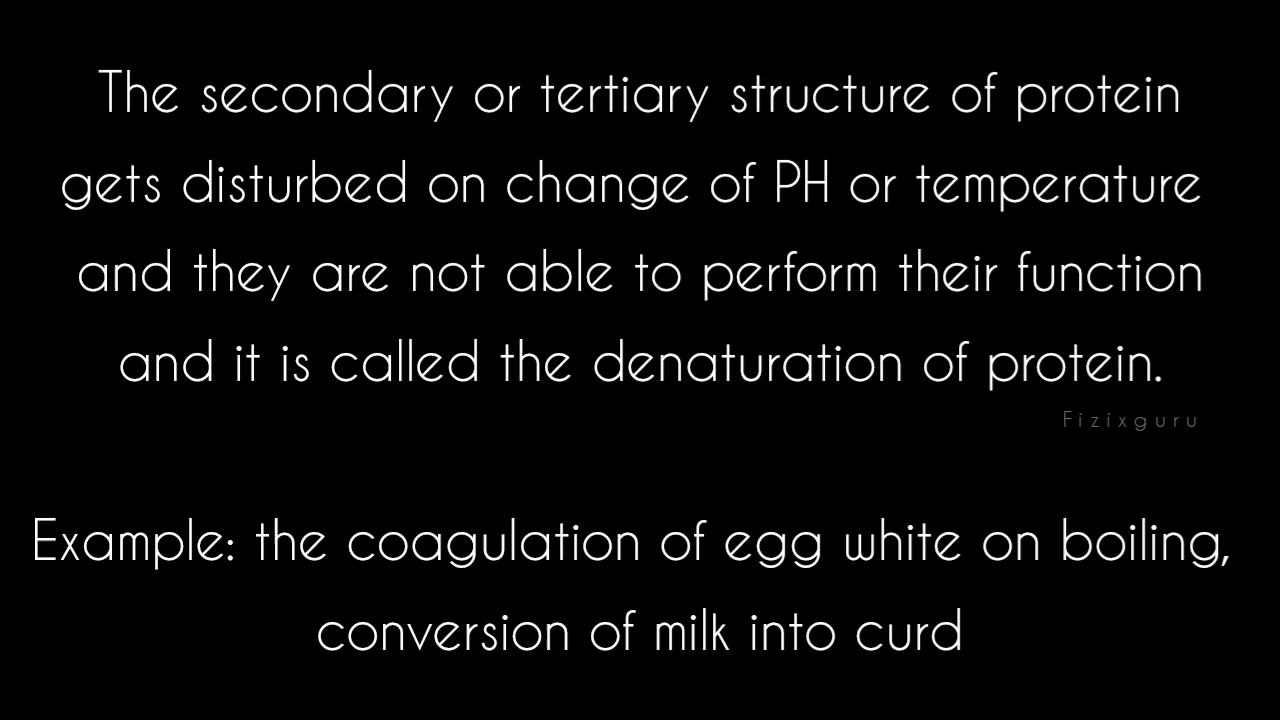 The secondary or tertiary structure of protein
gets disturbed on change of PH or temperature
and they are not able to perform their function
and it is called the denaturation of protein.
Fizixguru
Example: the coagulation of egg white on boiling,
conversion of milk into curd